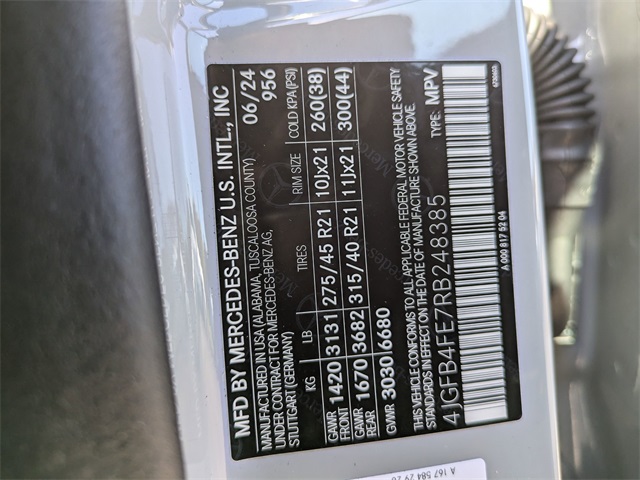 MFD BY MERCEDES-BENZ U.S. INTL., INC
MANUFACTURED IN USA (ALABAMA, TUSCALOOSA COUNTY) 06/24
UNDER CONTRACT FOR MERCEDES-BENZ AG, 956
STUTTGART (GERMANY)
KG LB TIRES RIM SIZE COLD KPA (PSI)
GAWR FRONT 1420 3131 275/45 R21 10Jx21 260(38)
GAWR REAR 1670 3682 315/40 R21 11Jx21 300(44)
GVWR 3030 6680
THIS VEHICLE CONFORMS TO ALL APPLICABLE FEDERAL MOTOR VEHICLE SAFETY
STANDARDS IN EFFECT ON THE DATE OF MANUFACTURE SHOWN ABOVE.
4JGFB4FE7RB248385 TYPE: MPV
A 000 817 52 04
A 167 584 29 26